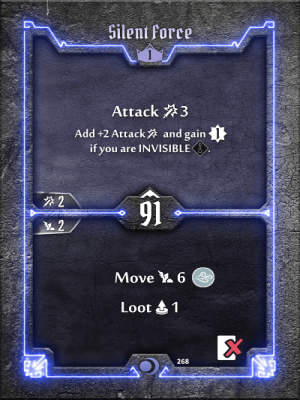 Silent Force
1
Attack 3
Add +2 Attack and gain 1
if you are INVISIBLE .
2
91
2
Move 6
Loot 1
268